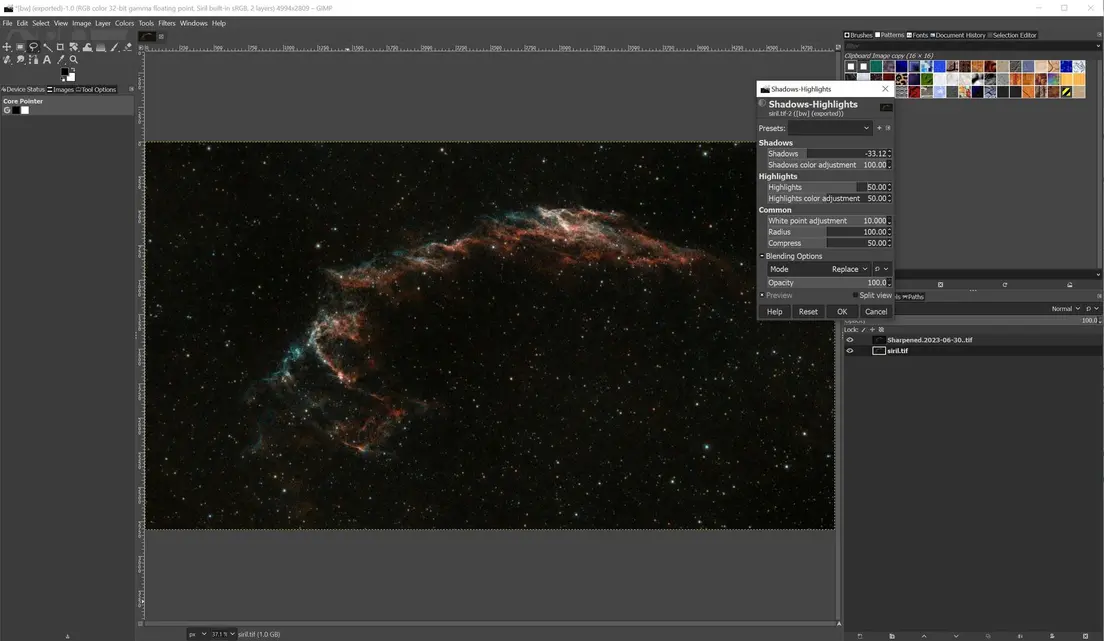 *[bw] (exported)-1.0 (RGB color 32-bit gamma floating point, Siril built-in sRGB, 2 layers) 4994x2809 – GIMP
File Edit Select View Image Layer Colors Tools Filters Windows Help
Device Status Images Tool Options
Core Pointer
Brushes Patterns Fonts Document History Selection Editor
filter
Clipboard Image copy (16 × 16)
Shadows-Highlights
Shadows-Highlights
siril.tif-2 ([bw] (exported))
Presets:
Shadows
Shadows -33.12
Shadows color adjustment 100.00
Highlights
Highlights 50.00
Highlights color adjustment 50.00
Common
White point adjustment 10.000
Radius 100.00
Compress 50.00
Blending Options
Mode Replace
Opacity 100.0
Preview Split view
Help Reset OK Cancel
Paths
Normal
100.0
Lock:
Sharpened.2023-06-30..tif
siril.tif
px 37.1 % siril.tif (1.0 GB)